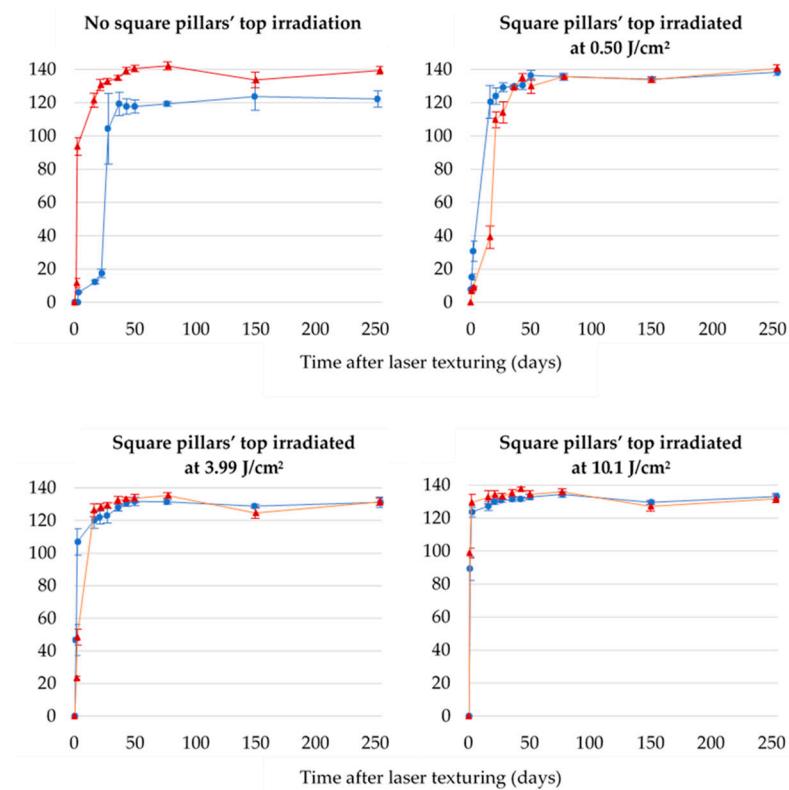 No square pillars’ top irradiation
Square pillars’ top irradiated
at 0.50 J/cm²
140
120
100
80
60
40
20
0
0 50 100 150 200 250
140
120
100
80
60
40
20
0
0 50 100 150 200 250
Time after laser texturing (days)
Square pillars’ top irradiated
at 3.99 J/cm²
Square pillars’ top irradiated
at 10.1 J/cm²
140
120
100
80
60
40
20
0
0 50 100 150 200 250
140
120
100
80
60
40
20
0
0 50 100 150 200 250
Time after laser texturing (days)